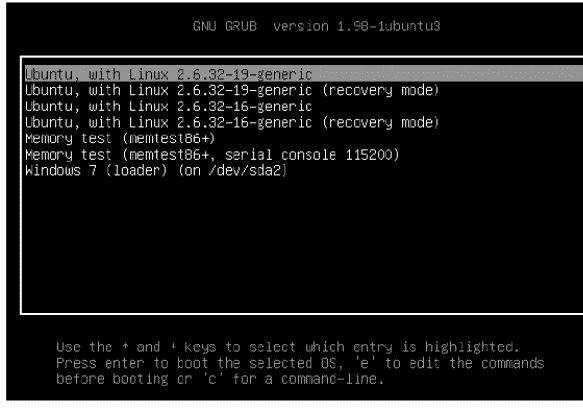 GNU GRUB version 1.98-1ubuntu3
Ubuntu, with Linux 2.6.32-19-generic
Ubuntu, with Linux 2.6.32-19-generic (recovery mode)
Ubuntu, with Linux 2.6.32-16-generic
Ubuntu, with Linux 2.6.32-16-generic (recovery mode)
Memory test (memtest86+)
Memory test (memtest86+, serial console 115200)
Windows 7 (loader) (on /dev/sda2)
Use the ↑ and ↓ keys to select which entry is highlighted.
Press enter to boot the selected OS, 'e' to edit the commands
before booting or 'c' for a command-line.